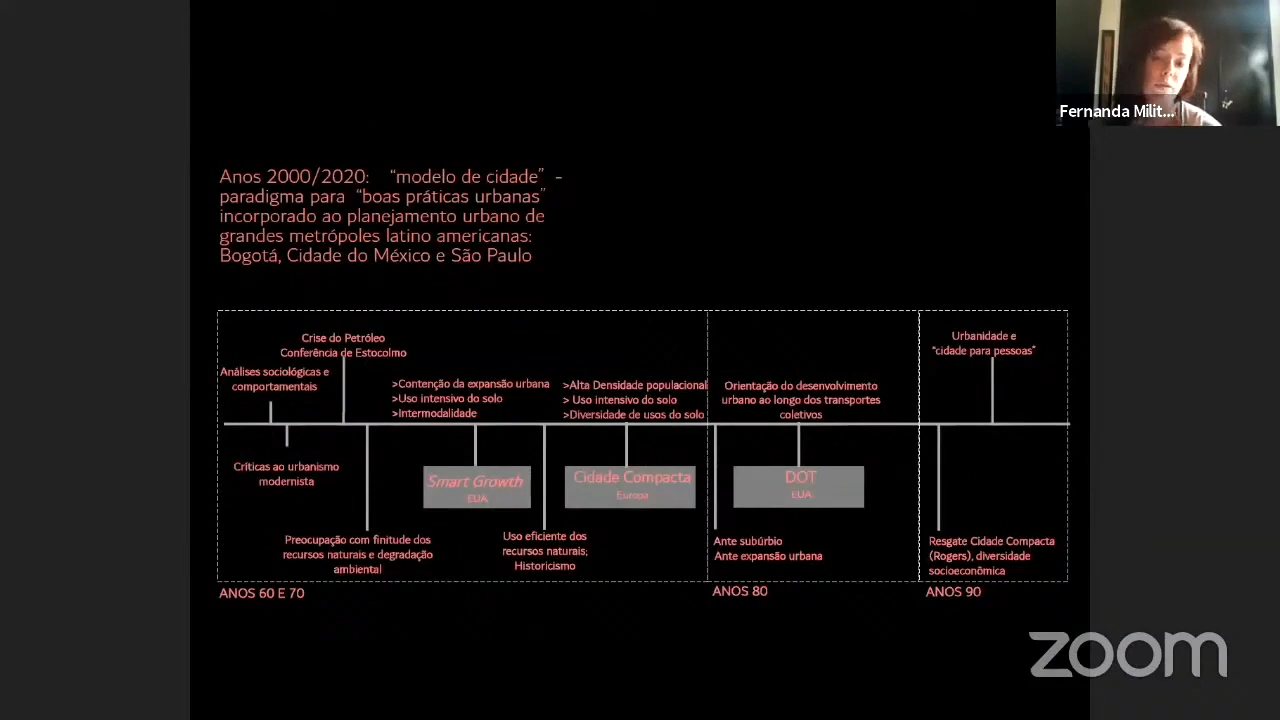 Fernanda Milit...
Anos 2000/2020: “modelo de cidade” -
paradigma para “boas práticas urbanas”
incorporado ao planejamento urbano de
grandes metrópoles latino americanas:
Bogotá, Cidade do México e São Paulo
Crise do Petróleo
Conferência de Estocolmo
Análises sociológicas e
comportamentais
>Contenção da expansão urbana
>Uso intensivo do solo
>Intermodalidade
>Alta Densidade populacional
> Uso intensivo do solo
>Diversidade de usos do solo
Orientação do desenvolvimento
urbano ao longo dos transportes
coletivos
Urbanidade e
“cidade para pessoas”
Críticas ao urbanismo
modernista
Smart Growth
EUA
Cidade Compacta
Europa
DOT
EUA
Preocupação com finitude dos
recursos naturais e degradação
ambiental
Uso eficiente dos
recursos naturais;
Historicismo
Ante subúrbio
Ante expansão urbana
Resgate Cidade Compacta
(Rogers), diversidade
socioeconômica
ANOS 60 E 70
ANOS 80
ANOS 90
zoom